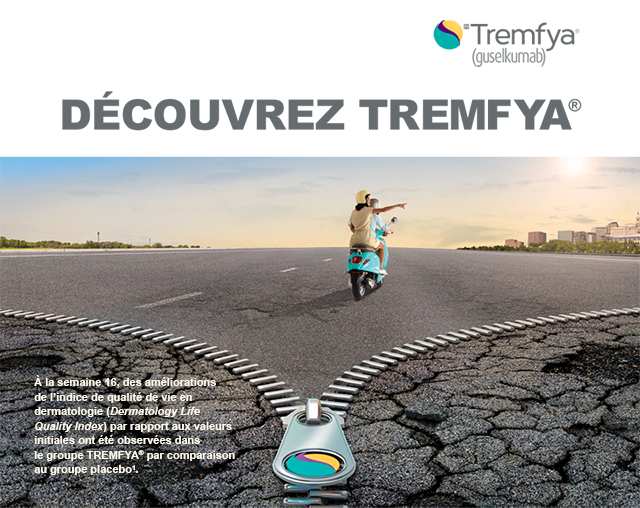 Tremfya®
(guselkumab)
DÉCOUVREZ TREMFYA®
À la semaine 16, des améliorations
de l’indice de qualité de vie en
dermatologie (Dermatology Life
Quality Index) par rapport aux valeurs
initiales ont été observées dans
le groupe TREMFYA® par comparaison
au groupe placebo¹.